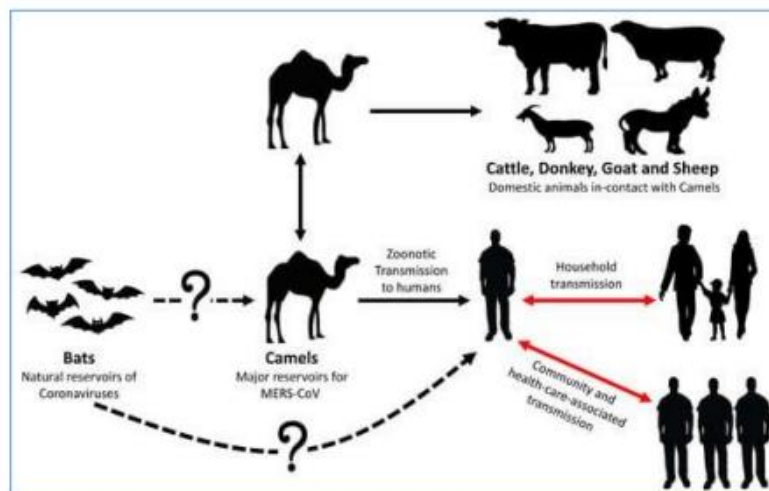 Cattle, Donkey, Goat and Sheep
Domestic animals in-contact with Camels
Zoonotic
Transmission
to humans
Household
transmission
?
Bats
Natural reservoirs of
Coronaviruses
Camels
Major reservoirs for
MERS-CoV
Community and
health-care-associated
transmission
?